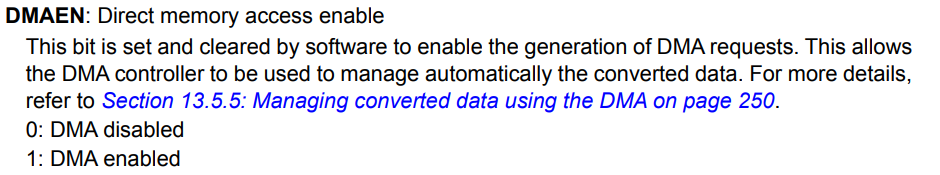 DMAEN: Direct memory access enable
This bit is set and cleared by software to enable the generation of DMA requests. This allows
the DMA controller to be used to manage automatically the converted data. For more details,
refer to Section 13.5.5: Managing converted data using the DMA on page 250.
0: DMA disabled
1: DMA enabled